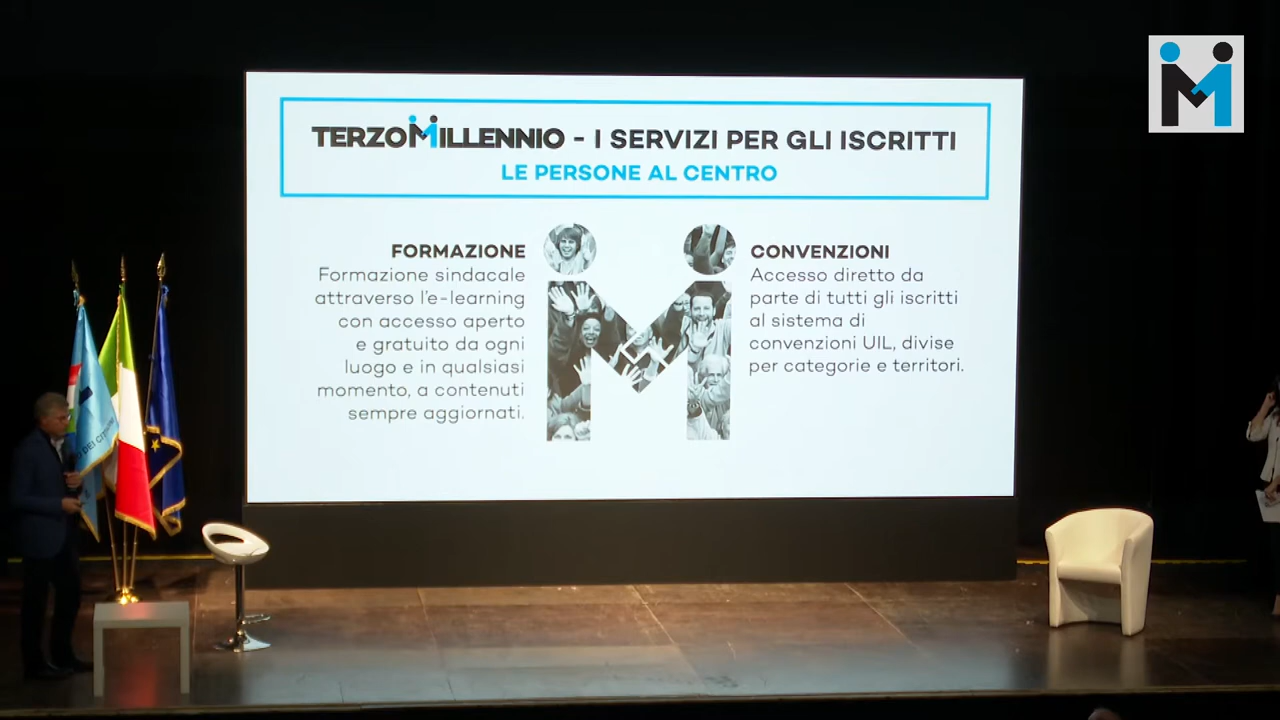 TERZOMILLENNIO - I SERVIZI PER GLI ISCRITTI
LE PERSONE AL CENTRO
FORMAZIONE
Formazione sindacale
attraverso l'e-learning
con accesso aperto
e gratuito da ogni
luogo e in qualsiasi
momento, a contenuti
sempre aggiornati.
CONVENZIONI
Accesso diretto da
parte di tutti gli iscritti
al sistema di
convenzioni UIL, divise
per categorie e territori.